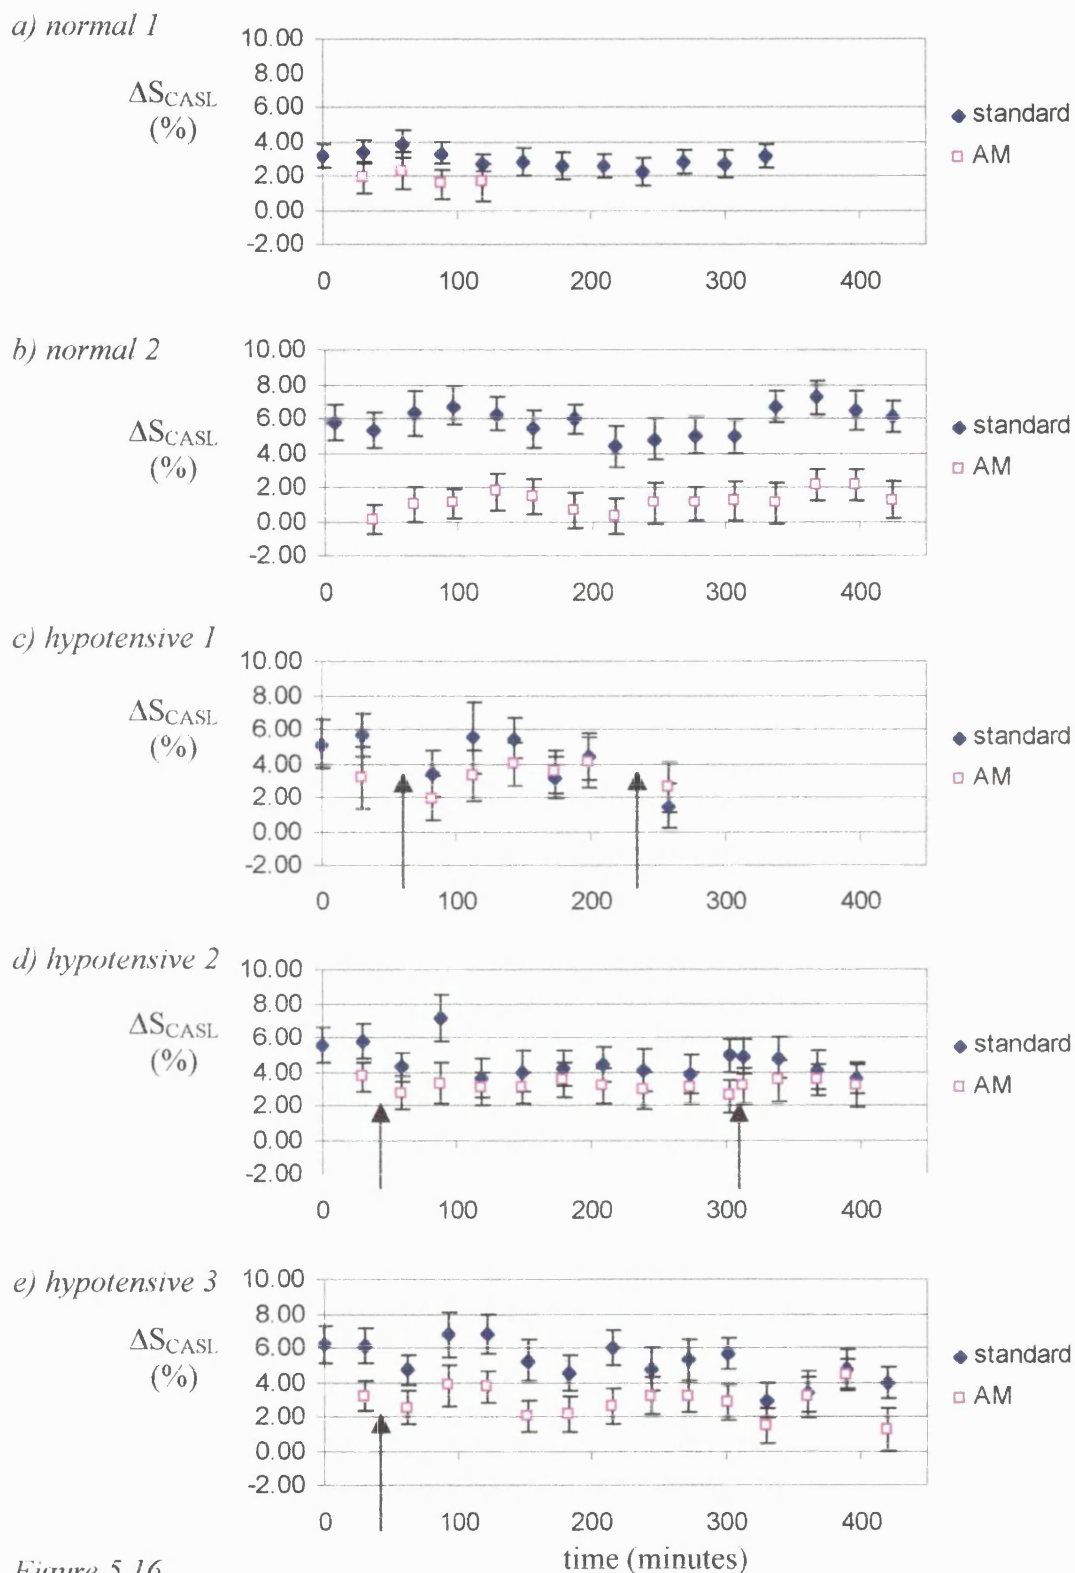 a) normal 1
ΔS_CASL
(%)
10.00
8.00
6.00
4.00
2.00
0.00
-2.00
0 100 200 300 400
standard
AM
b) normal 2
ΔS_CASL
(%)
10.00
8.00
6.00
4.00
2.00
0.00
-2.00
0 100 200 300 400
standard
AM
c) hypotensive 1
ΔS_CASL
(%)
10.00
8.00
6.00
4.00
2.00
0.00
-2.00
0 100 200 300 400
standard
AM
d) hypotensive 2
ΔS_CASL
(%)
10.00
8.00
6.00
4.00
2.00
0.00
-2.00
0 100 200 300 400
standard
AM
e) hypotensive 3
ΔS_CASL
(%)
10.00
8.00
6.00
4.00
2.00
0.00
-2.00
0 100 200 300 400
standard
AM
time (minutes)
Figure 5.16